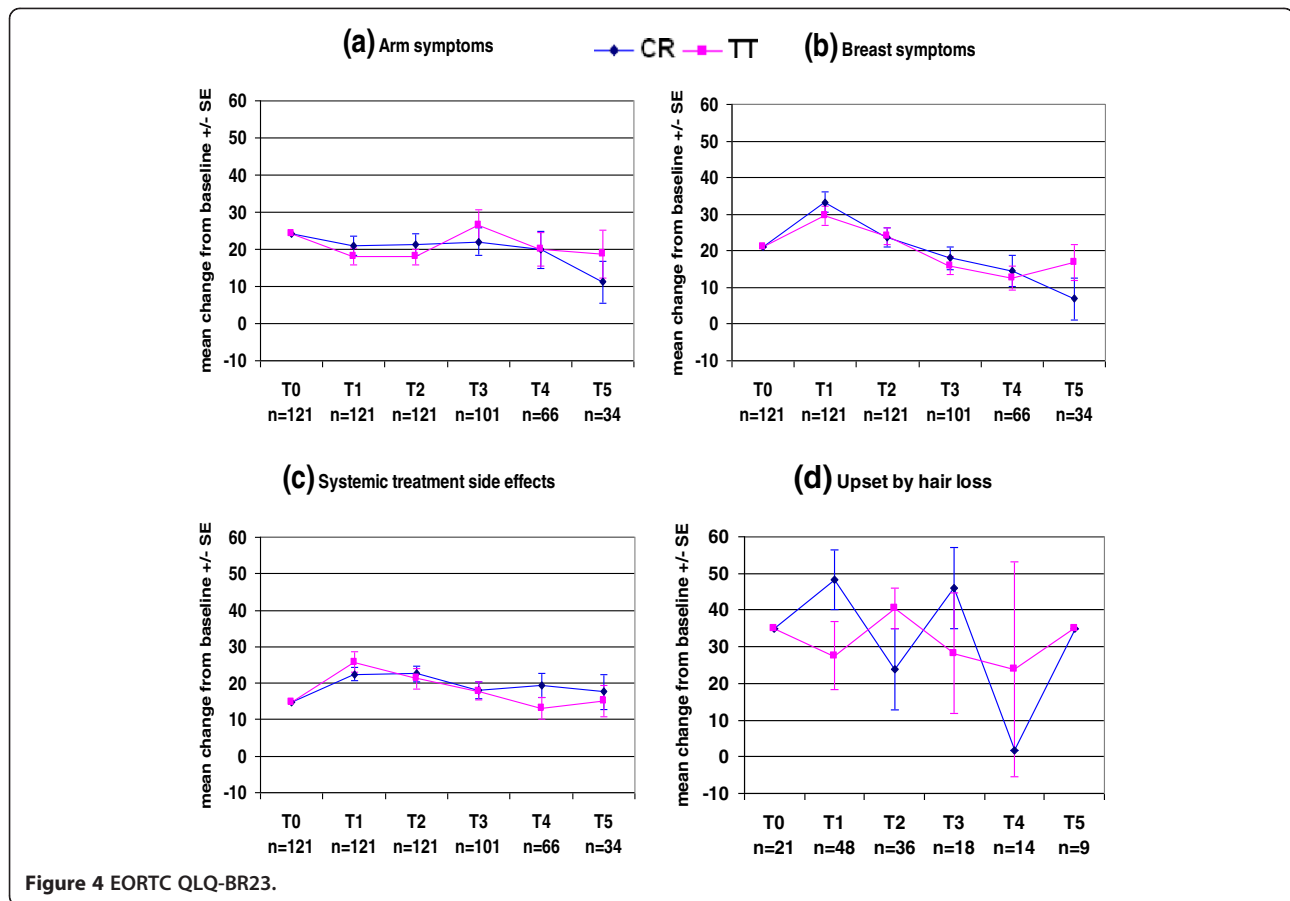 (a) Arm symptoms
CR TT
(b) Breast symptoms
mean change from baseline +/- SE
60
50
40
30
20
10
0
-10
T0 T1 T2 T3 T4 T5
n=121 n=121 n=121 n=101 n=66 n=34
mean change from baseline +/- SE
60
50
40
30
20
10
0
-10
T0 T1 T2 T3 T4 T5
n=121 n=121 n=121 n=101 n=66 n=34
(c) Systemic treatment side effects
mean change from baseline +/- SE
60
50
40
30
20
10
0
-10
T0 T1 T2 T3 T4 T5
n=121 n=121 n=121 n=101 n=66 n=34
(d) Upset by hair loss
mean change from baseline +/- SE
60
50
40
30
20
10
0
-10
T0 T1 T2 T3 T4 T5
n=21 n=48 n=36 n=18 n=14 n=9
Figure 4 EORTC QLQ-BR23.